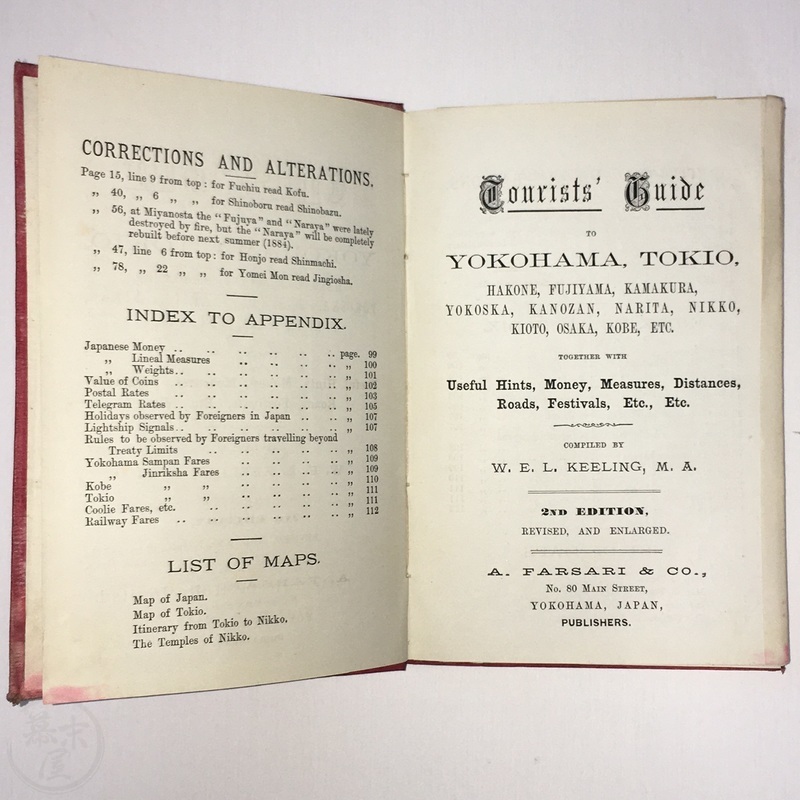 CORRECTIONS AND ALTERATIONS.
Page 15, line 9 from top : for Fuchiu read Kofu.
„ 40, „ 6 „ „ for Shinoboru read Shinobazu.
„ 56, at Miyanosta the "Fujuya" and "Naraya" were lately
destroyed by fire, but the "Naraya" will be completely
rebuilt before next summer (1884).
„ 47, line 6 from top : for Honjo read Shinmachi.
„ 78, „ 22 „ „ for Yomei Mon read Jingiosha.
INDEX TO APPENDIX.
Japanese Money .. .. .. .. .. .. .. page. 99
„ Lineal Measures .. .. .. .. .. „ 100
„ Weights.. .. .. .. .. .. .. „ 101
Value of Coins .. .. .. .. .. .. .. „ 102
Postal Rates .. .. .. .. .. .. .. „ 103
Telegram Rates .. .. .. .. .. .. .. „ 105
Holidays observed by Foreigners in Japan .. .. .. „ 107
Lightship Signals.. .. .. .. .. .. .. „ 107
Rules to be observed by Foreigners travelling beyond
Treaty Limits .. .. .. .. .. .. „ 108
Yokohama Sampan Fares .. .. .. .. .. „ 109
„ Jinriksha Fares .. .. .. .. .. „ 109
Kobe „ „ .. .. .. .. .. „ 110
Tokio „ „ .. .. .. .. .. „ 111
Coolie Fares, etc. .. .. .. .. .. .. „ 111
Railway Fares .. .. .. .. .. .. .. „ 112
LIST OF MAPS.
Map of Japan.
Map of Tokio.
Itinerary from Tokio to Nikko.
The Temples of Nikko.
Tourists' Guide
TO
YOKOHAMA, TOKIO,
HAKONE, FUJIYAMA, KAMAKURA,
YOKOSKA, KANOZAN, NARITA, NIKKO,
KIOTO, OSAKA, KOBE, ETC.
TOGETHER WITH
Useful Hints, Money, Measures, Distances,
Roads, Festivals, Etc., Etc.
COMPILED BY
W. E. L. KEELING, M. A.
2ND EDITION,
REVISED, AND ENLARGED.
A. FARSARI & CO.,
No. 80 MAIN STREET,
YOKOHAMA, JAPAN,
PUBLISHERS.
幕末屋